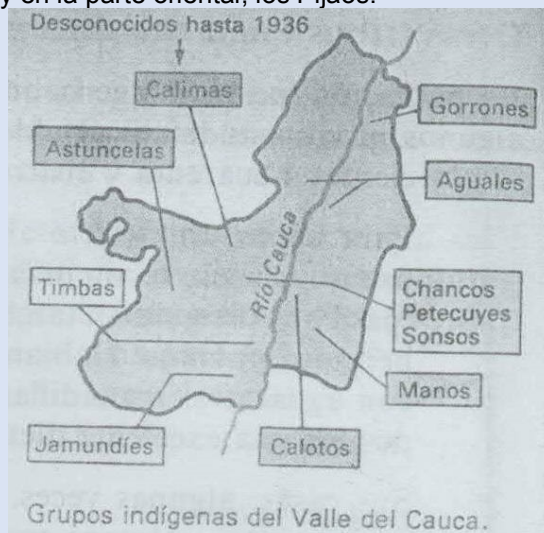 y en la parte oriental, los Pijaos.
Desconocidos hasta 1936
Calimas
Gorrones
Astuncelas
Aguales
Río Cauca
Timbas
Chancos
Petecuyes
Sonsos
Manos
Jamundíes
Calotos
Grupos indígenas del Valle del Cauca.